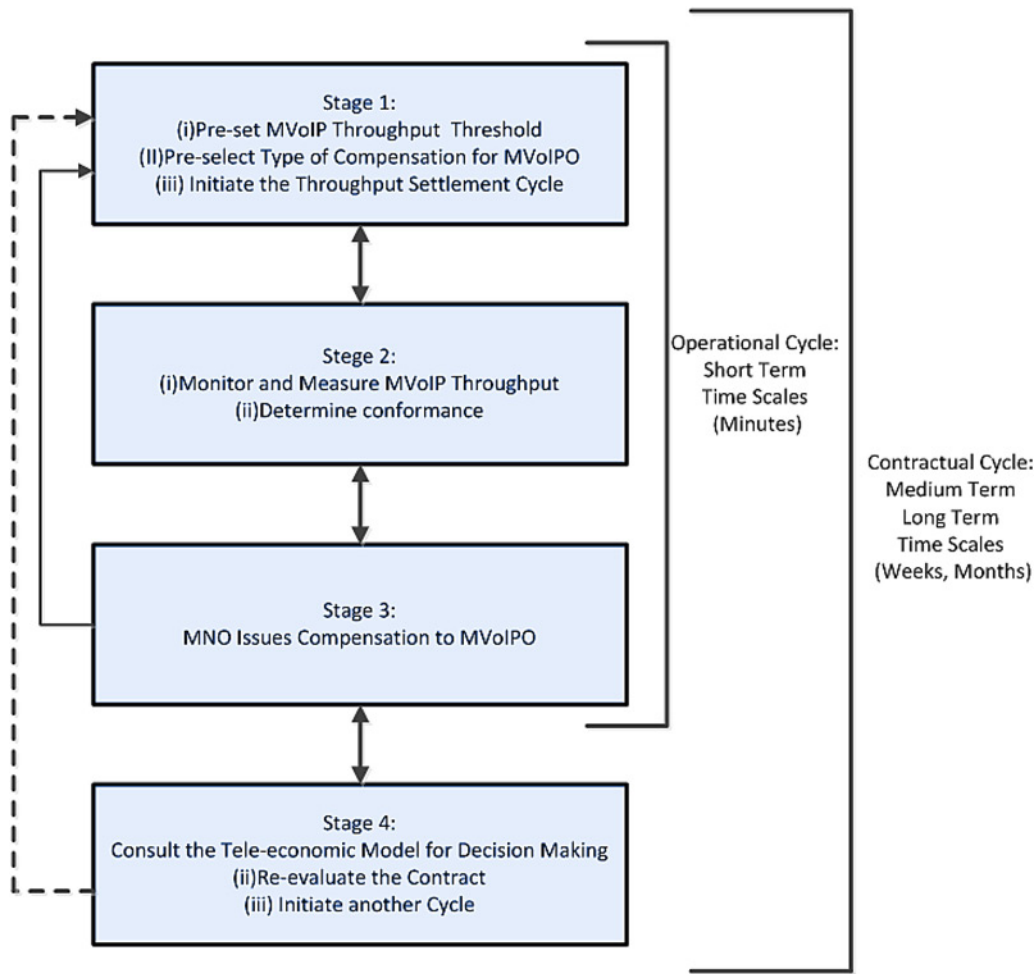 Stage 1:
(i)Pre-set MVoIP Throughput Threshold
(II)Pre-select Type of Compensation for MVoIPO
(iii) Initiate the Throughput Settlement Cycle
Stege 2:
(i)Monitor and Measure MVoIP Throughput
(ii)Determine conformance
Stage 3:
MNO Issues Compensation to MVoIPO
Stage 4:
Consult the Tele-economic Model for Decision Making
(ii)Re-evaluate the Contract
(iii) Initiate another Cycle
Operational Cycle:
Short Term
Time Scales
(Minutes)
Contractual Cycle:
Medium Term
Long Term
Time Scales
(Weeks, Months)